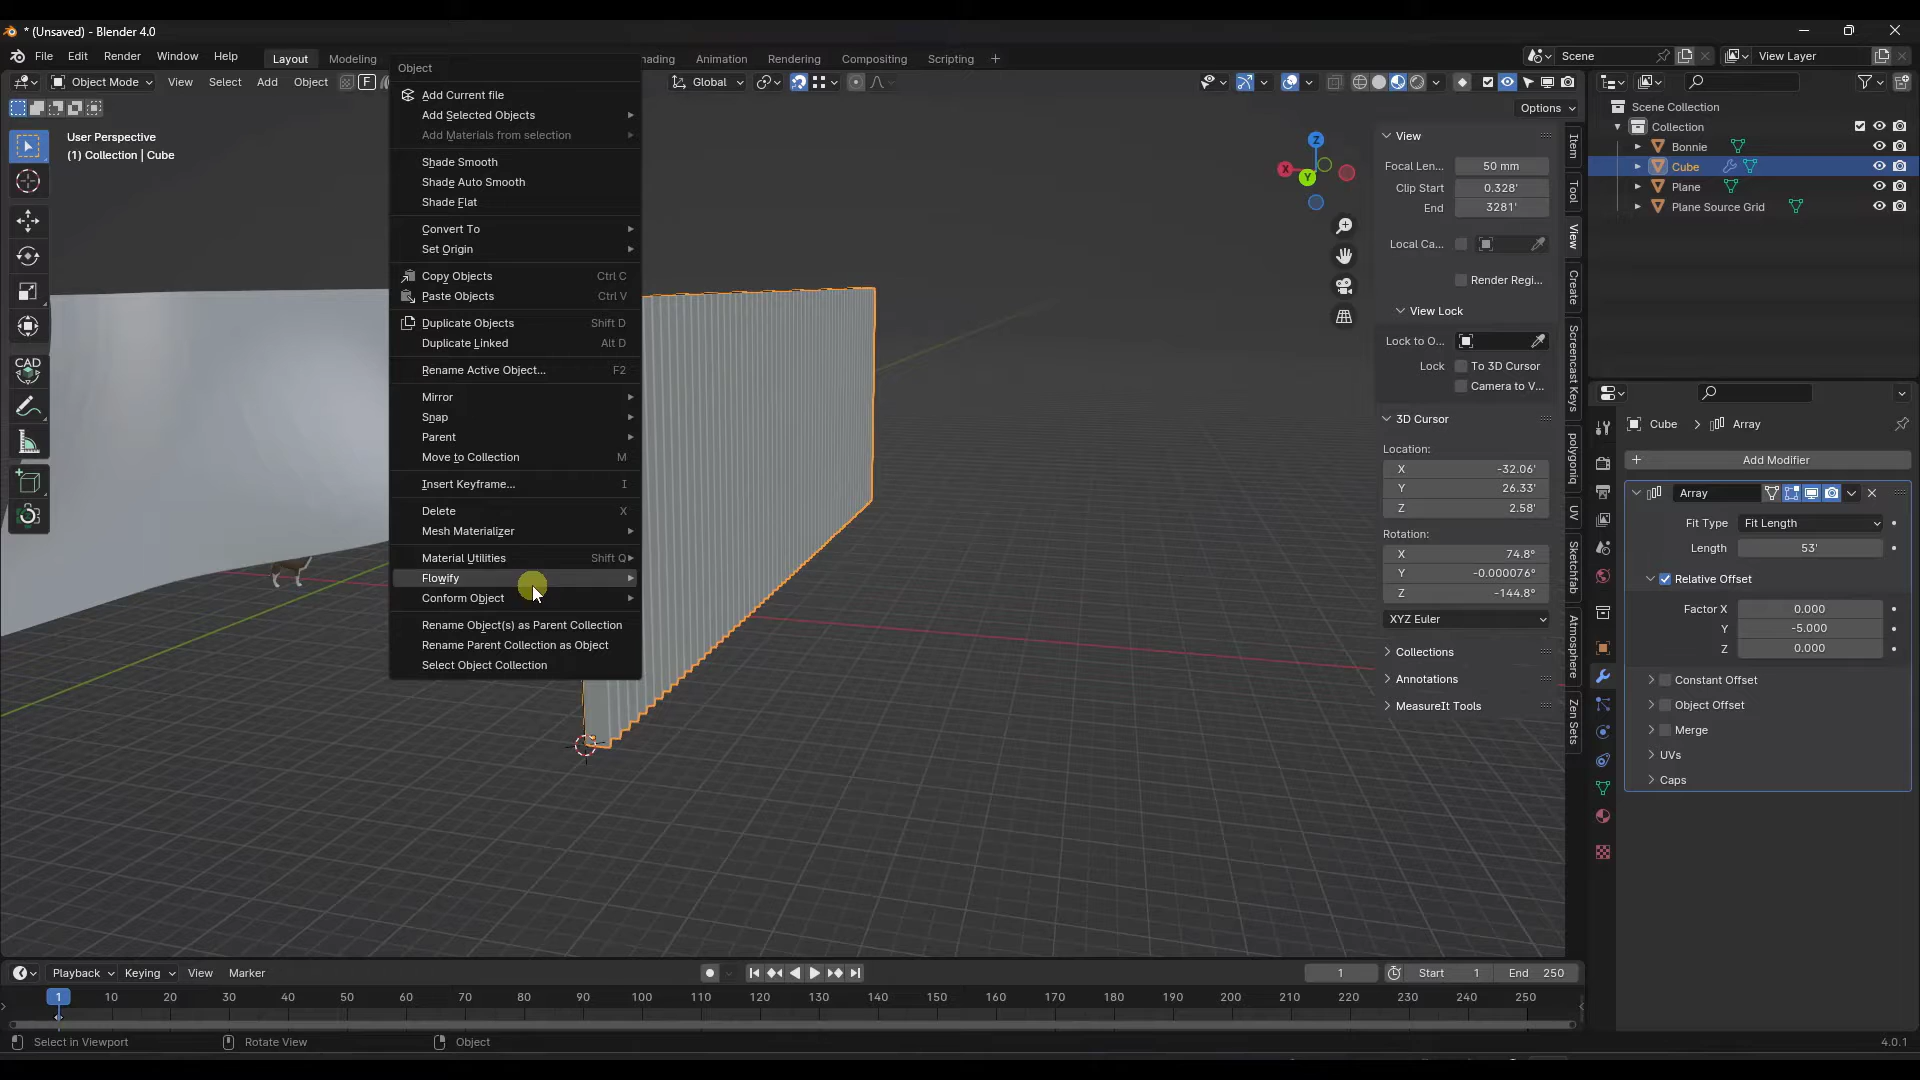 * (Unsaved) - Blender 4.0
File Edit Render Window Help Layout Modeling ading Animation Rendering Compositing Scripting + Scene View Layer
Object Mode View Select Add Object Global
Options
User Perspective
(1) Collection | Cube
CAD
Object
Add Current file
Add Selected Objects
Add Materials from selection
Shade Smooth
Shade Auto Smooth
Shade Flat
Convert To
Set Origin
Copy Objects Ctrl C
Paste Objects Ctrl V
Duplicate Objects Shift D
Duplicate Linked Alt D
Rename Active Object... F2
Mirror
Snap
Parent
Move to Collection M
Insert Keyframe... I
Delete X
Mesh Materializer
Material Utilities Shift Q
Flowify
Conform Object
Rename Object(s) as Parent Collection
Rename Parent Collection as Object
Select Object Collection
Z
X
Y
View
Focal Len... 50 mm
Clip Start 0.328'
End 3281'
Local Ca...
Render Regi...
View Lock
Lock to O...
Lock To 3D Cursor
Camera to V...
3D Cursor
Location:
X -32.06'
Y 26.33'
Z 2.58'
Rotation:
X 74.8°
Y -0.000076°
Z -144.8°
XYZ Euler
Collections
Annotations
MeasureIt Tools
Item
Tool
View
Create
Screencast Keys
polygoniq
UV
Sketchfab
Atmosphere
Zen Sets
Scene Collection
Collection
Bonnie
Cube
Plane
Plane Source Grid
Cube > Array
+ Add Modifier
Array
Fit Type Fit Length
Length 53'
Relative Offset
Factor X 0.000
Y -5.000
Z 0.000
Constant Offset
Object Offset
Merge
UVs
Caps
Playback Keying View Marker 1 Start 1 End 250
1 10 20 30 40 50 60 70 80 90 100 110 120 130 140 150 160 170 180 190 200 210 220 230 240 250
Select in Viewport Rotate View Object 4.0.1